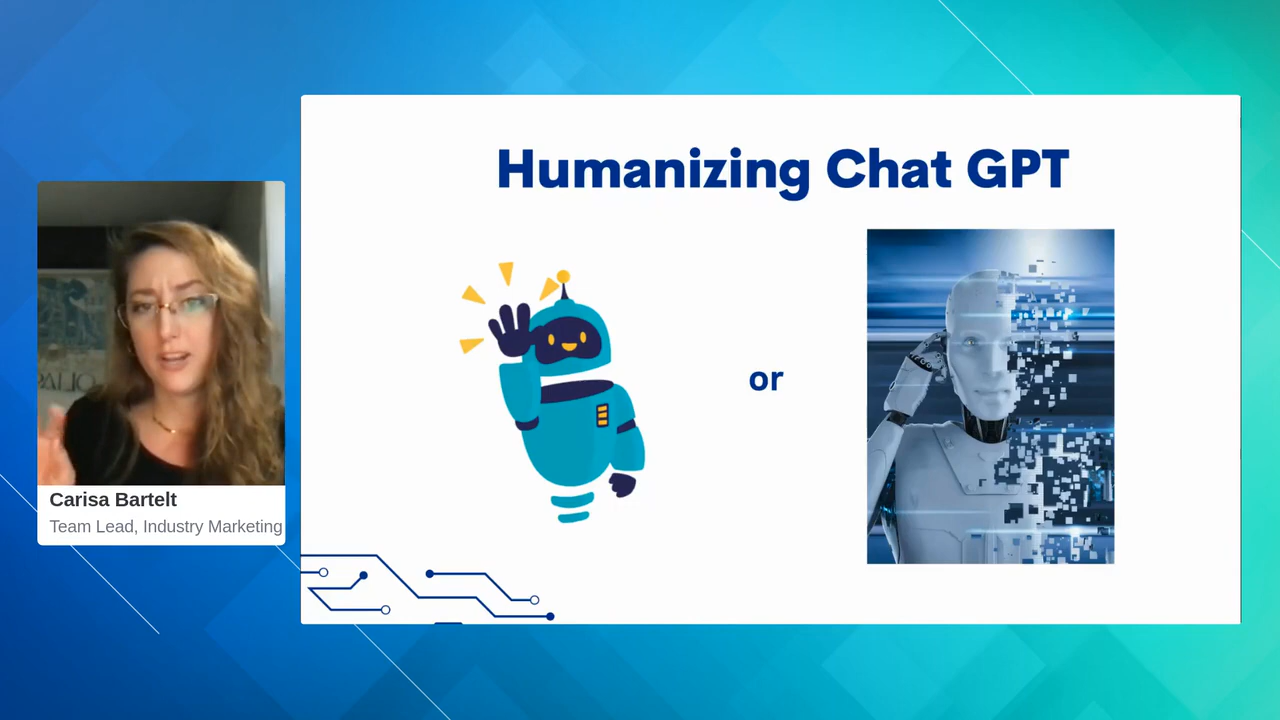 Humanizing Chat GPT
or
Carisa Bartelt
Team Lead, Industry Marketing